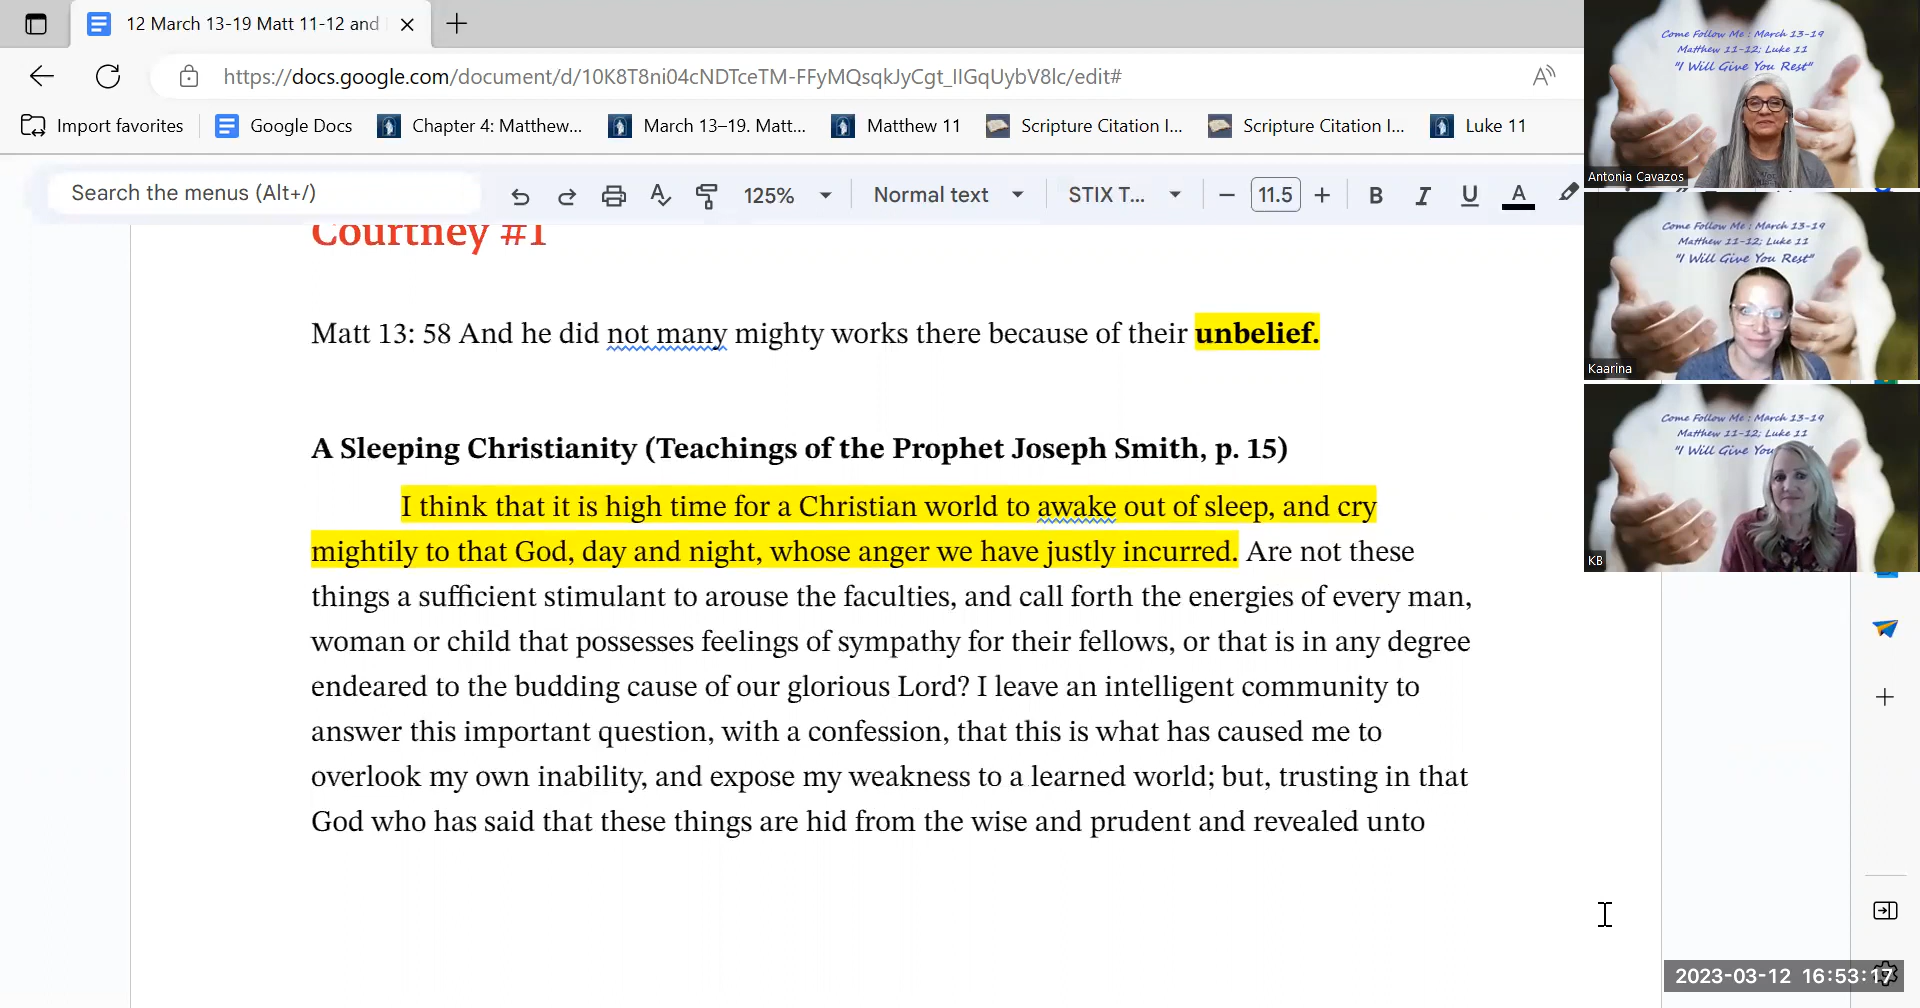 12 March 13-19 Matt 11-12 and
https://docs.google.com/document/d/10K8T8ni04cNDTceTM-FFyMQsqkJyCgt_IIGqUybV8lc/edit#
Import favorites
Google Docs
Chapter 4: Matthew...
March 13–19. Matt...
Matthew 11
Scripture Citation I...
Scripture Citation I...
Luke 11
Search the menus (Alt+/)
125%
Normal text
STIX T...
11.5
B
I
U
A
Courtney #1
Matt 13: 58 And he did not many mighty works there because of their unbelief.
A Sleeping Christianity (Teachings of the Prophet Joseph Smith, p. 15)
I think that it is high time for a Christian world to awake out of sleep, and cry
mightily to that God, day and night, whose anger we have justly incurred. Are not these
things a sufficient stimulant to arouse the faculties, and call forth the energies of every man,
woman or child that possesses feelings of sympathy for their fellows, or that is in any degree
endeared to the budding cause of our glorious Lord? I leave an intelligent community to
answer this important question, with a confession, that this is what has caused me to
overlook my own inability, and expose my weakness to a learned world; but, trusting in that
God who has said that these things are hid from the wise and prudent and revealed unto
Come Follow Me : March 13-19
Matthew 11-12; Luke 11
"I Will Give You Rest"
Antonia Cavazos
Come Follow Me : March 13-19
Matthew 11-12; Luke 11
"I Will Give You Rest"
Kaarina
Come Follow Me : March 13-19
Matthew 11-12; Luke 11
"I Will Give You
KB
2023-03-12 16:53:17